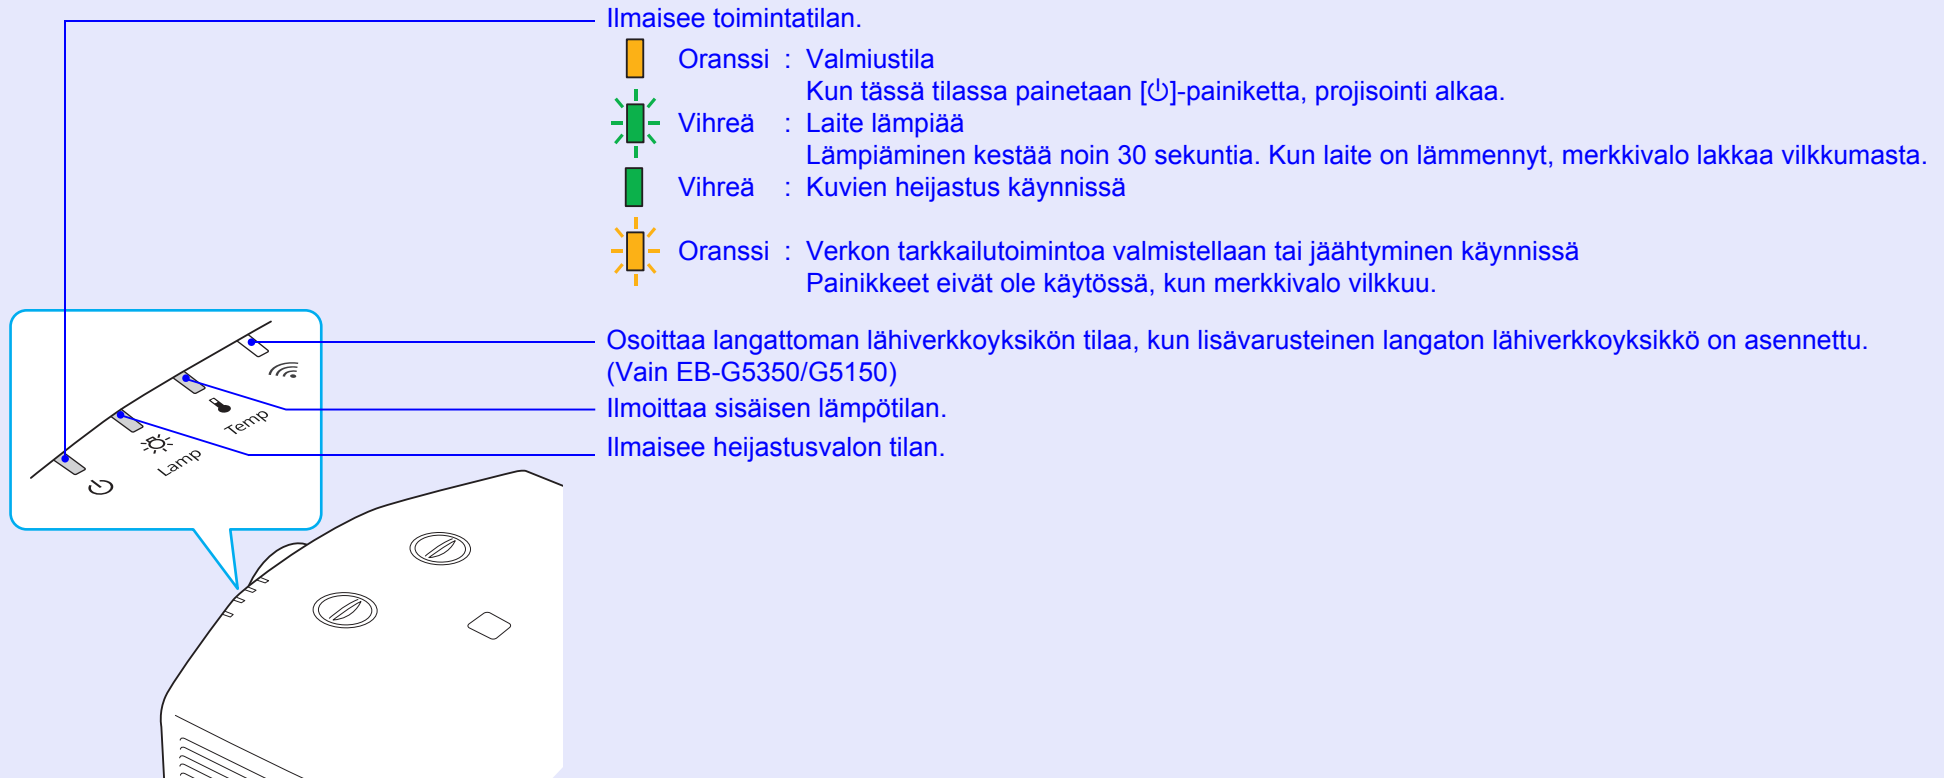 Ilmaisee toimintatilan.
Oranssi : Valmiustila
Kun tässä tilassa painetaan [⏻]-painiketta, projisointi alkaa.
Vihreä : Laite lämpiää
Lämpiäminen kestää noin 30 sekuntia. Kun laite on lämmennyt, merkkivalo lakkaa vilkkumasta.
Vihreä : Kuvien heijastus käynnissä
Oranssi : Verkon tarkkailutoimintoa valmistellaan tai jäähtyminen käynnissä
Painikkeet eivät ole käytössä, kun merkkivalo vilkkuu.
Osoittaa langattoman lähiverkkoyksikön tilaa, kun lisävarusteinen langaton lähiverkkoyksikkö on asennettu.
(Vain EB-G5350/G5150)
Ilmoittaa sisäisen lämpötilan.
Ilmaisee heijastusvalon tilan.
Temp
Lamp